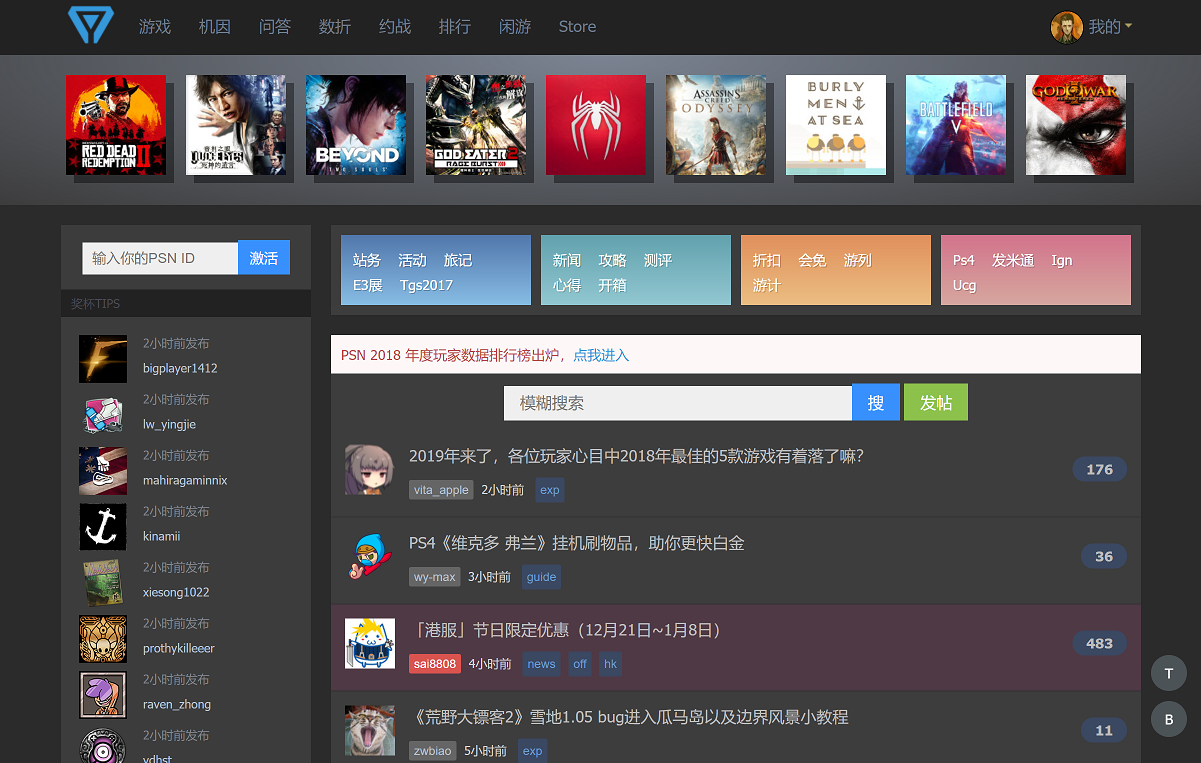 游戏 机因 问答 数折 约战 排行 闲游 Store 我的
RED DEAD
REDEMPTION II
JUDGE EYES
死神的遗言
BEYOND
TWO SOULS
GOD EATER 2
RAGE BURST
ASSASSIN'S
CREED
ODYSSEY
BURLY
MEN
AT SEA
BATTLEFIELD
V
GOD OF WAR
III
REMASTERED
输入你的PSN ID 激活
奖杯TIPS
2小时前发布
bigplayer1412
2小时前发布
lw_yingjie
2小时前发布
mahiragaminnix
2小时前发布
kinamii
2小时前发布
xiesong1022
2小时前发布
prothykilleeer
2小时前发布
raven_zhong
2小时前发布
ydhst
站务 活动 旅记
E3展 Tgs2017
新闻 攻略 测评
心得 开箱
折扣 会免 游列
游计
Ps4 发米通 Ign
Ucg
PSN 2018 年度玩家数据排行榜出炉，点我进入
模糊搜索 搜 发帖
2019年来了，各位玩家心目中2018年最佳的5款游戏有着落了嘛?
vita_apple 2小时前 exp
176
PS4《维克多 弗兰》挂机刷物品，助你更快白金
wy-max 3小时前 guide
36
「港服」节日限定优惠（12月21日~1月8日）
sai8808 4小时前 news off hk
483
《荒野大镖客2》雪地1.05 bug进入瓜马岛以及边界风景小教程
zwbiao 5小时前 exp
11
T
B